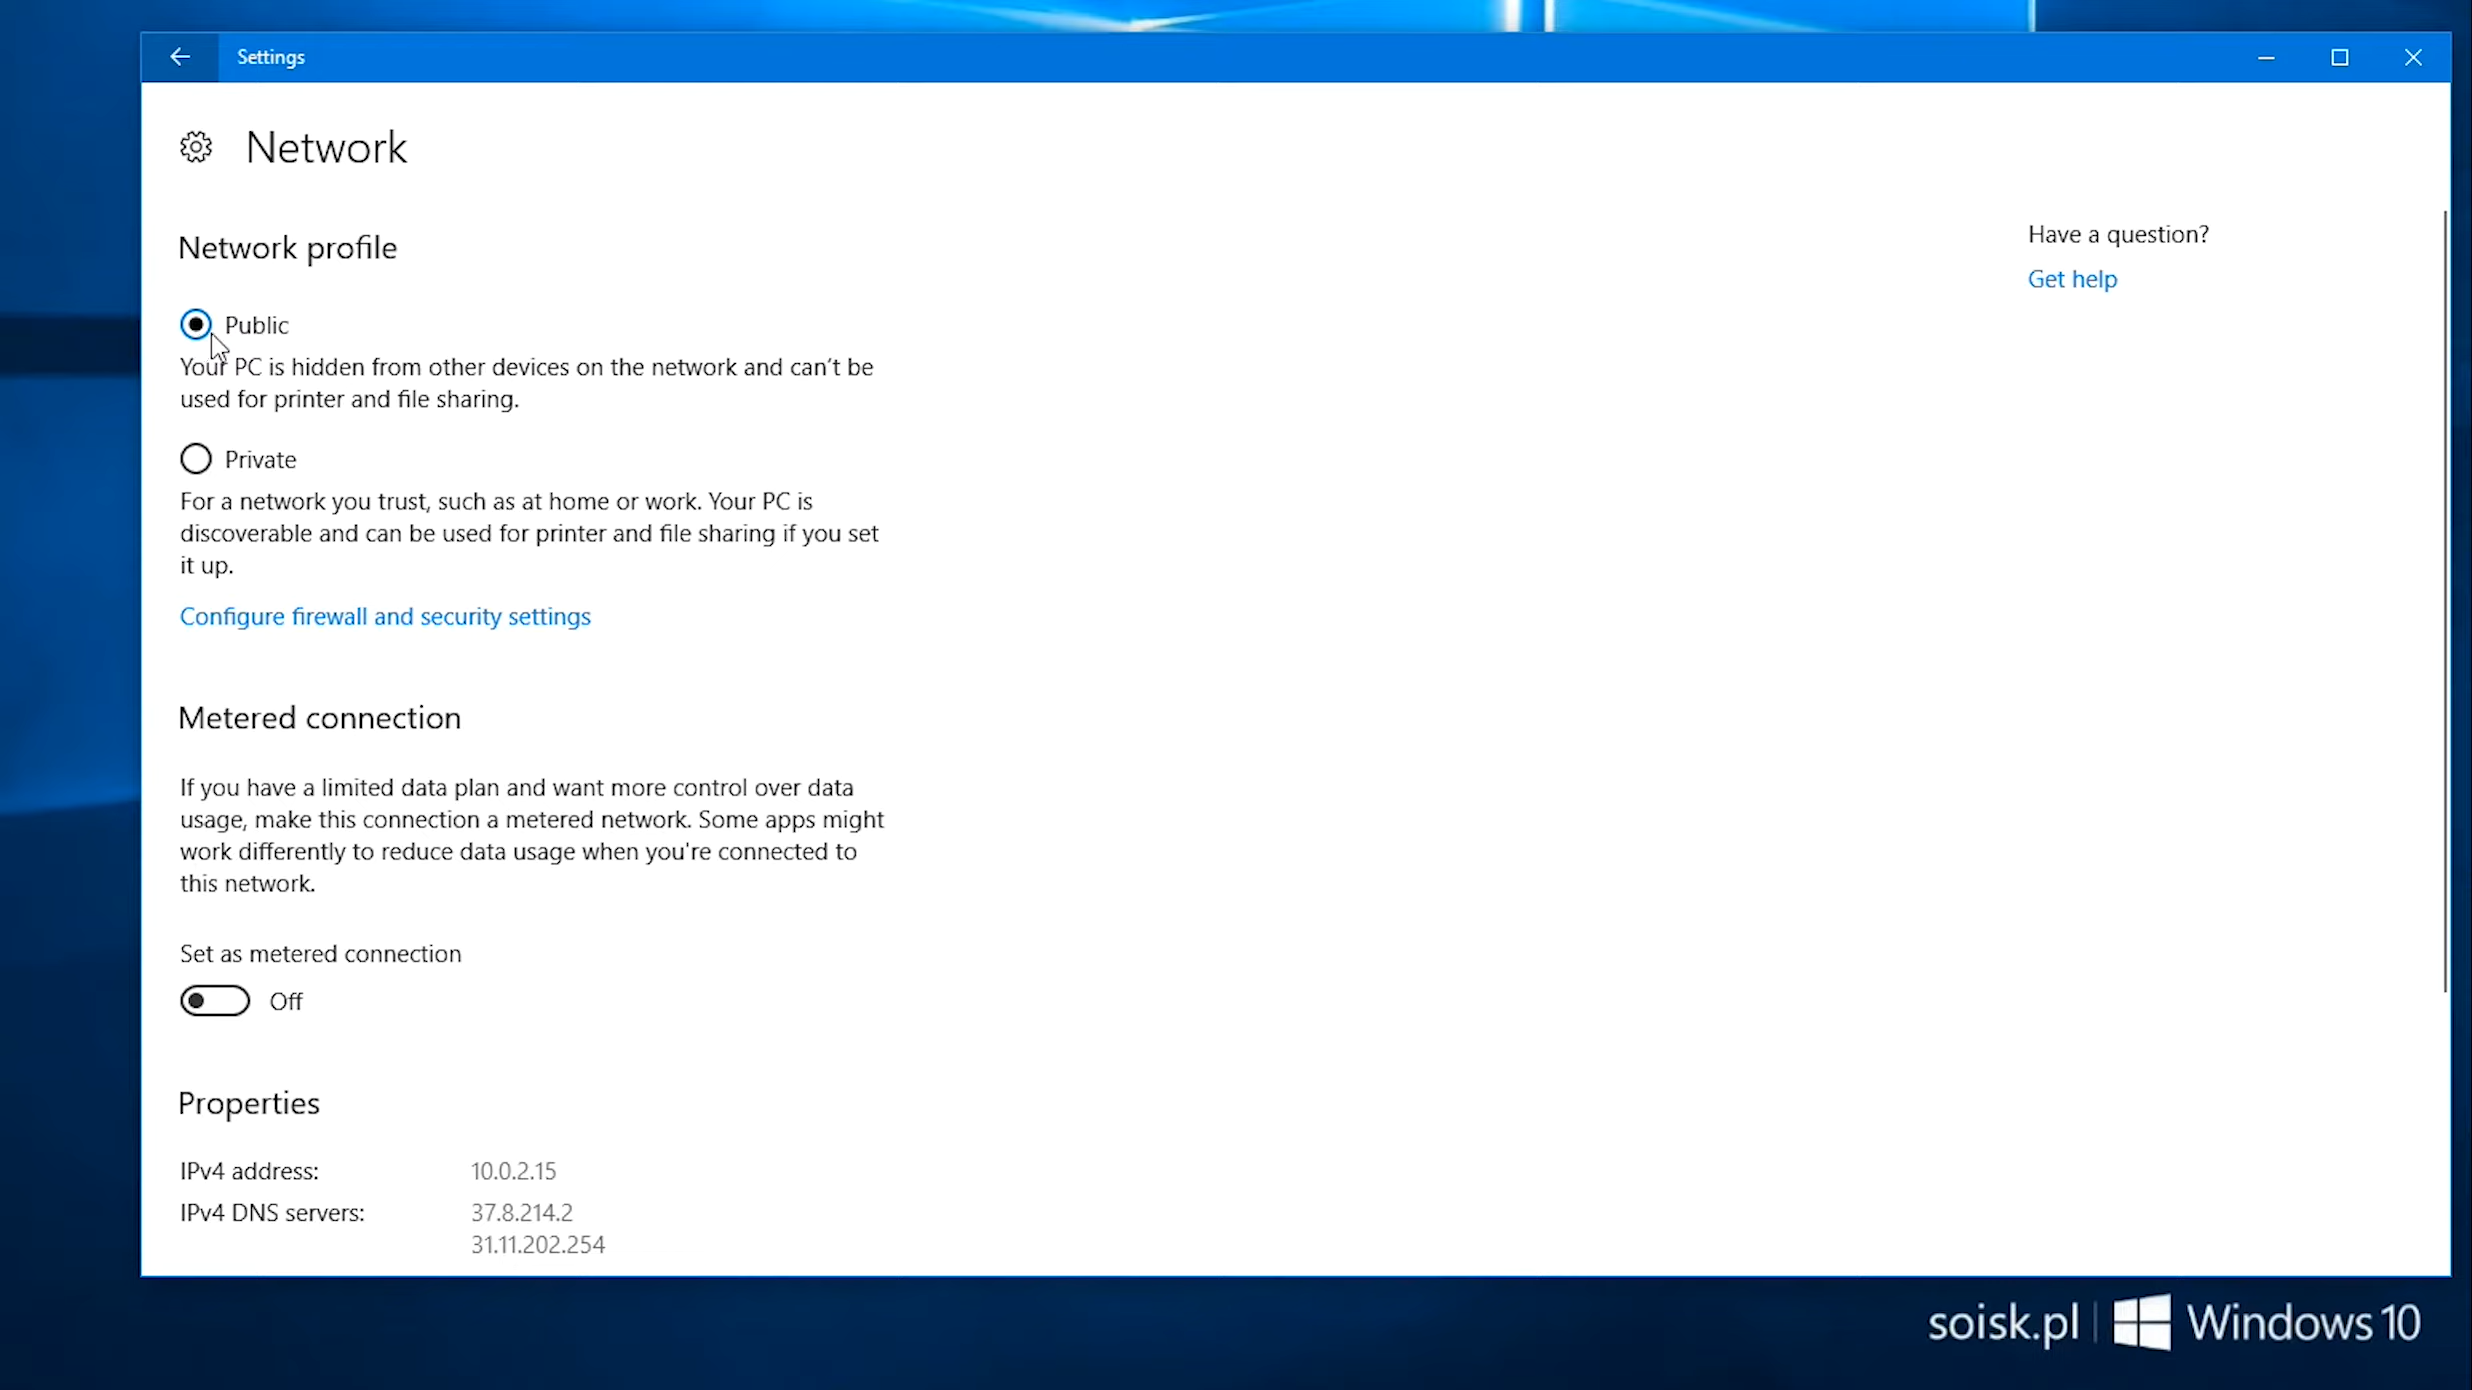 Settings
Network
Network profile
Public
Your PC is hidden from other devices on the network and can't be
used for printer and file sharing.
Private
For a network you trust, such as at home or work. Your PC is
discoverable and can be used for printer and file sharing if you set
it up.
Configure firewall and security settings
Metered connection
If you have a limited data plan and want more control over data
usage, make this connection a metered network. Some apps might
work differently to reduce data usage when you're connected to
this network.
Set as metered connection
Off
Properties
IPv4 address: 10.0.2.15
IPv4 DNS servers: 37.8.214.2
31.11.202.254
Have a question?
Get help
soisk.pl | Windows 10